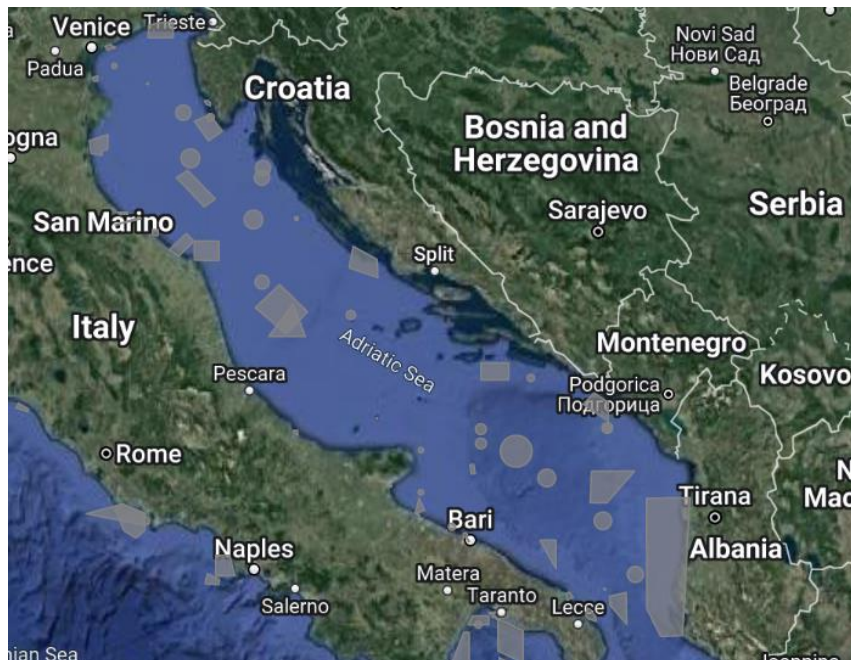 Trieste
Venice
Padua
Novi Sad
Нови Сад
Croatia
Belgrade
Београд
ogna
Bosnia and
Herzegovina
Sarajevo
Serbia
San Marino
Split
ence
Italy
Adriatic Sea
Montenegro
Pescara
Podgorica
Подгорица
Kosovo
Rome
N
Mac
Tirana
Bari
Albania
Naples
Matera
Salerno
Taranto
Lecce
nian Sea